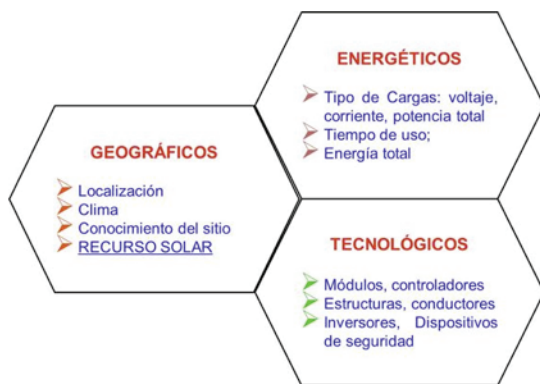 ENERGÉTICOS
Tipo de Cargas: voltaje,
corriente, potencia total
Tiempo de uso;
Energía total
GEOGRÁFICOS
Localización
Clima
Conocimiento del sitio
RECURSO SOLAR
TECNOLÓGICOS
Módulos, controladores
Estructuras, conductores
Inversores, Dispositivos
de seguridad